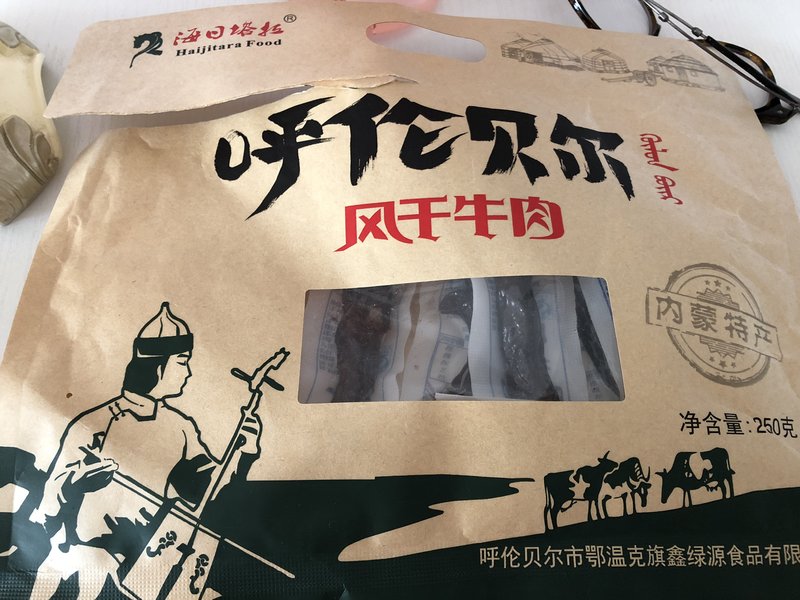 海日塔拉®
Haijitara Food
呼伦贝尔
风干牛肉
内蒙特产
净含量:250克
呼伦贝尔市鄂温克旗鑫绿源食品有限